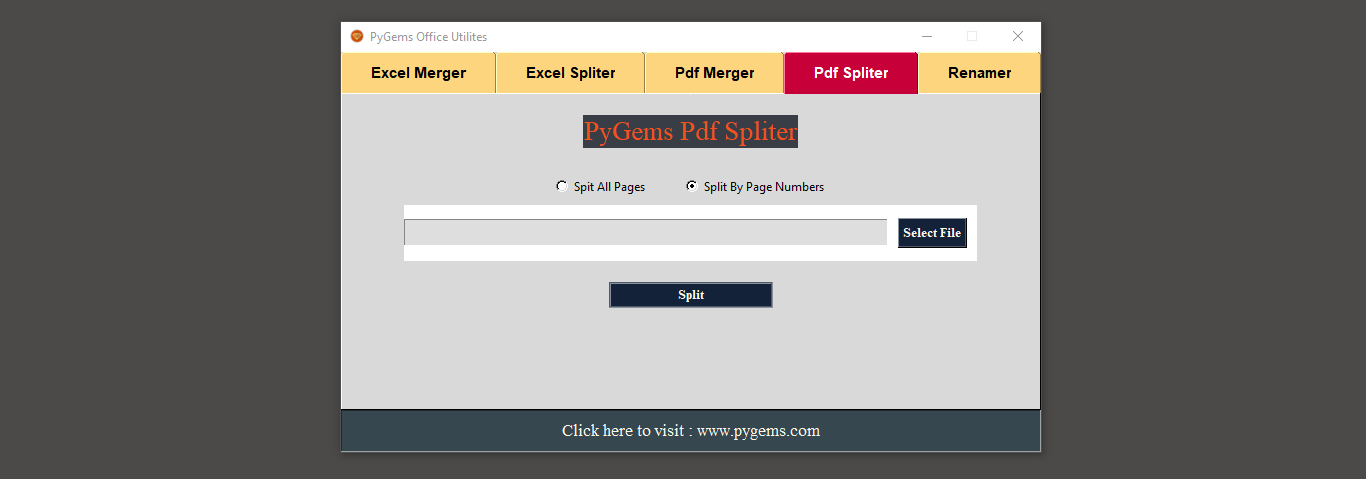 PyGems Office Utilites
Excel Merger Excel Spliter Pdf Merger Pdf Spliter Renamer
PyGems Pdf Spliter
Spit All Pages Split By Page Numbers
Select File
Split
Click here to visit : www.pygems.com